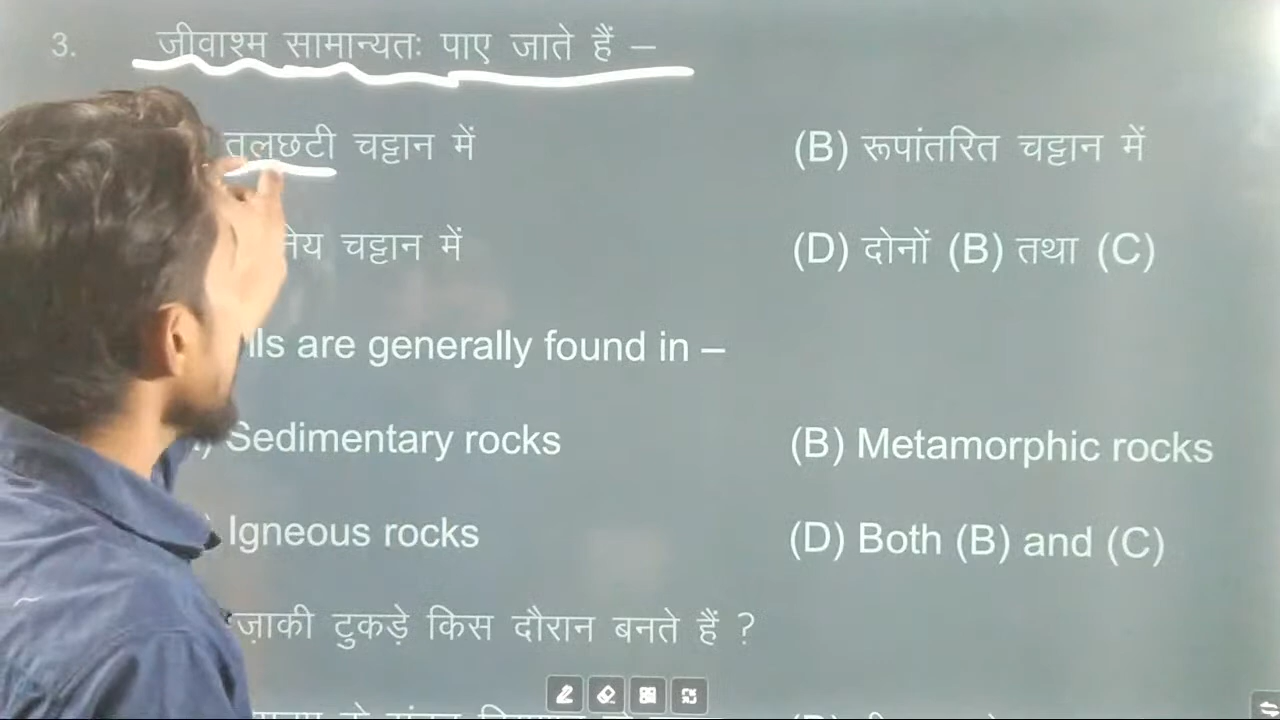 3. जीवाश्म सामान्यतः पाए जाते हैं –
तलछटी चट्टान में (B) रूपांतरित चट्टान में
चट्टान में (D) दोनों (B) तथा (C)
are generally found in –
Sedimentary rocks (B) Metamorphic rocks
Igneous rocks (D) Both (B) and (C)
टुकड़े किस दौरान बनते हैं ?